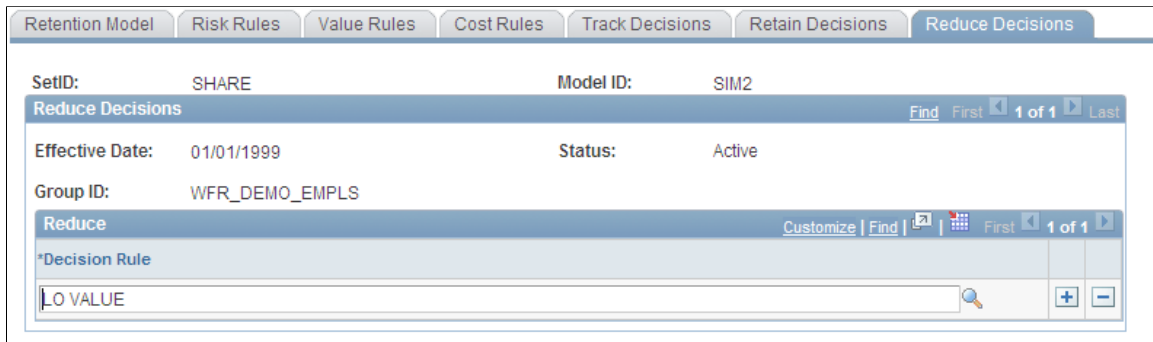 Retention Model Risk Rules Value Rules Cost Rules Track Decisions Retain Decisions Reduce Decisions
SetID: SHARE Model ID: SIM2
Reduce Decisions Find First 1 of 1 Last
Effective Date: 01/01/1999 Status: Active
Group ID: WFR_DEMO_EMPLS
Reduce Customize | Find | | First 1 of 1
*Decision Rule
LO VALUE